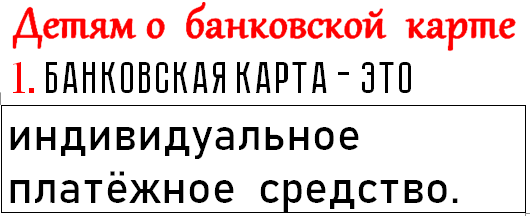 Детям о банковской карте
1. БАНКОВСКАЯ КАРТА - ЭТО
индивидуальное
платёжное средство.